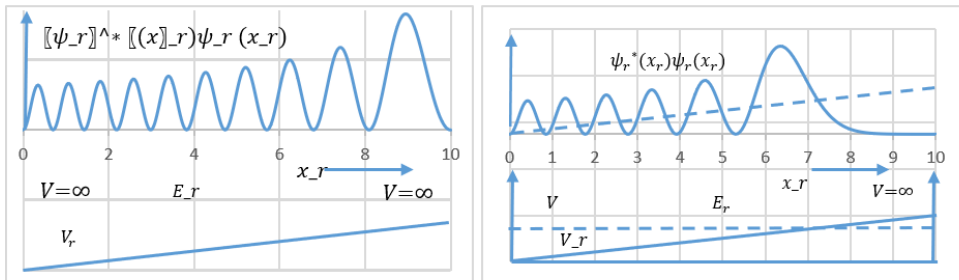 〖ψ_r〗^* 〖(x〗_r)ψ_r (x_r)
0 2 4 6 8 10
x_r
V=∞ E_r V=∞
V_r
ψ_r^*(x_r)ψ_r(x_r)
0 1 2 3 4 5 6 7 8 9 10
x_r
V E_r V=∞
V_r